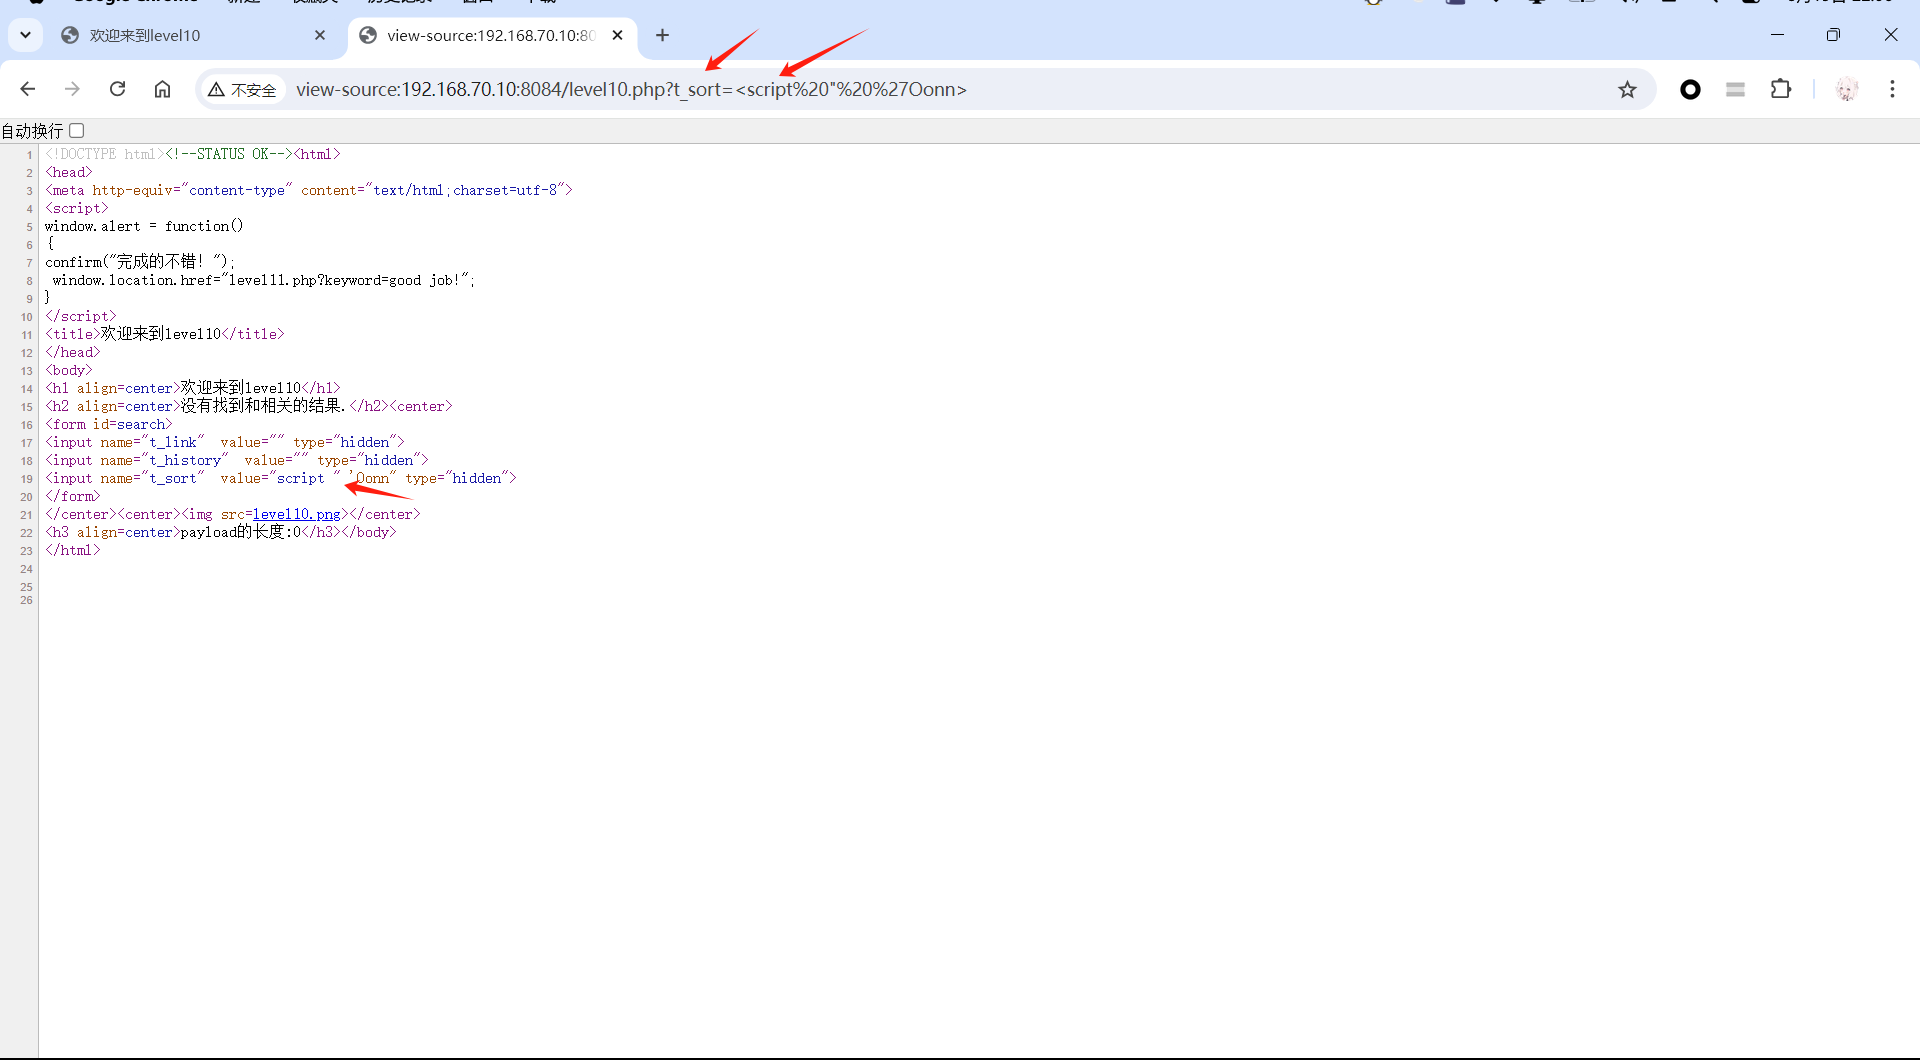 欢迎来到level10
view-source:192.168.70.10:80
不安全
view-source:192.168.70.10:8084/level10.php?t_sort=<script%20"%20%27Oonn>
自动换行
1 <!DOCTYPE html><!--STATUS OK--><html>
2 <head>
3 <meta http-equiv="content-type" content="text/html;charset=utf-8">
4 <script>
5 window.alert = function()
6 {
7 confirm("完成的不错！");
8 window.location.href="level11.php?keyword=good job!";
9 }
10 </script>
11 <title>欢迎来到level10</title>
12 </head>
13 <body>
14 <h1 align=center>欢迎来到level10</h1>
15 <h2 align=center>没有找到和相关的结果.</h2><center>
16 <form id=search>
17 <input name="t_link"  value="" type="hidden">
18 <input name="t_history"  value="" type="hidden">
19 <input name="t_sort"  value="script " 'Oonn" type="hidden">
20 </form>
21 </center><center><img src=level10.png></center>
22 <h3 align=center>payload的长度:0</h3></body>
23 </html>
24
25
26